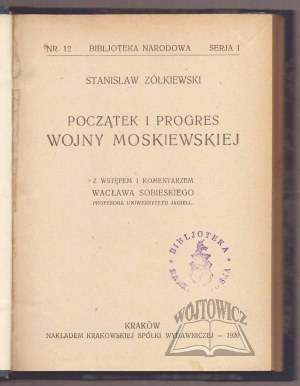 NR. 12 BIBLIOTEKA NARODOWA SERJA I
STANISŁAW ŻÓŁKIEWSKI
POCZĄTEK I PROGRES
WOJNY MOSKIEWSKIEJ
Z WSTĘPEM I KOMENTARZEM
WACŁAWA SOBIESKIEGO
PROFESORA UNIWERSYTETU JAGIELL.
BIBLIOTEKA
KRAKÓW
NAKŁADEM KRAKOWSKIEJ SPÓŁKI WYDAWNICZEJ — 1920
WÓJTOWICZ